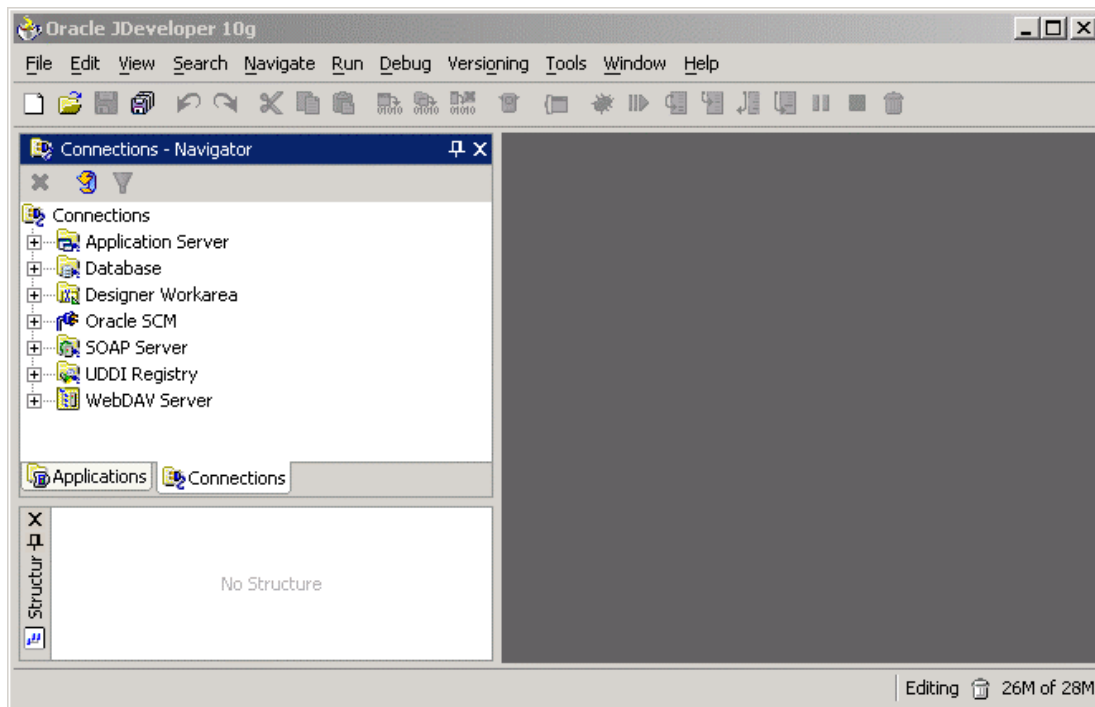 Oracle JDeveloper 10g
File Edit View Search Navigate Run Debug Versioning Tools Window Help
Connections - Navigator
Connections
Application Server
Database
Designer Workarea
Oracle SCM
SOAP Server
UDDI Registry
WebDAV Server
Applications Connections
Structur
No Structure
Editing 26M of 28M